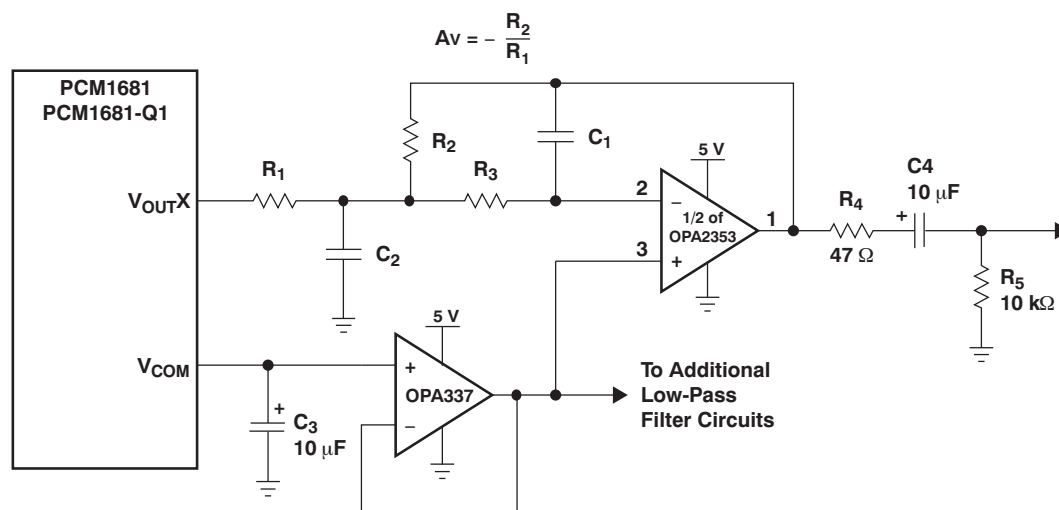 AV = – R2
R1
PCM1681
PCM1681-Q1
R2
C1
5 V
C4
10 µF
R1
R3
VOUTX
2
–
1/2 of
OPA2353
1
R4
+
47 Ω
C2
3
+
R5
10 kΩ
5 V
VCOM
+
OPA337
–
To Additional
Low-Pass
Filter Circuits
+
C3
10 µF